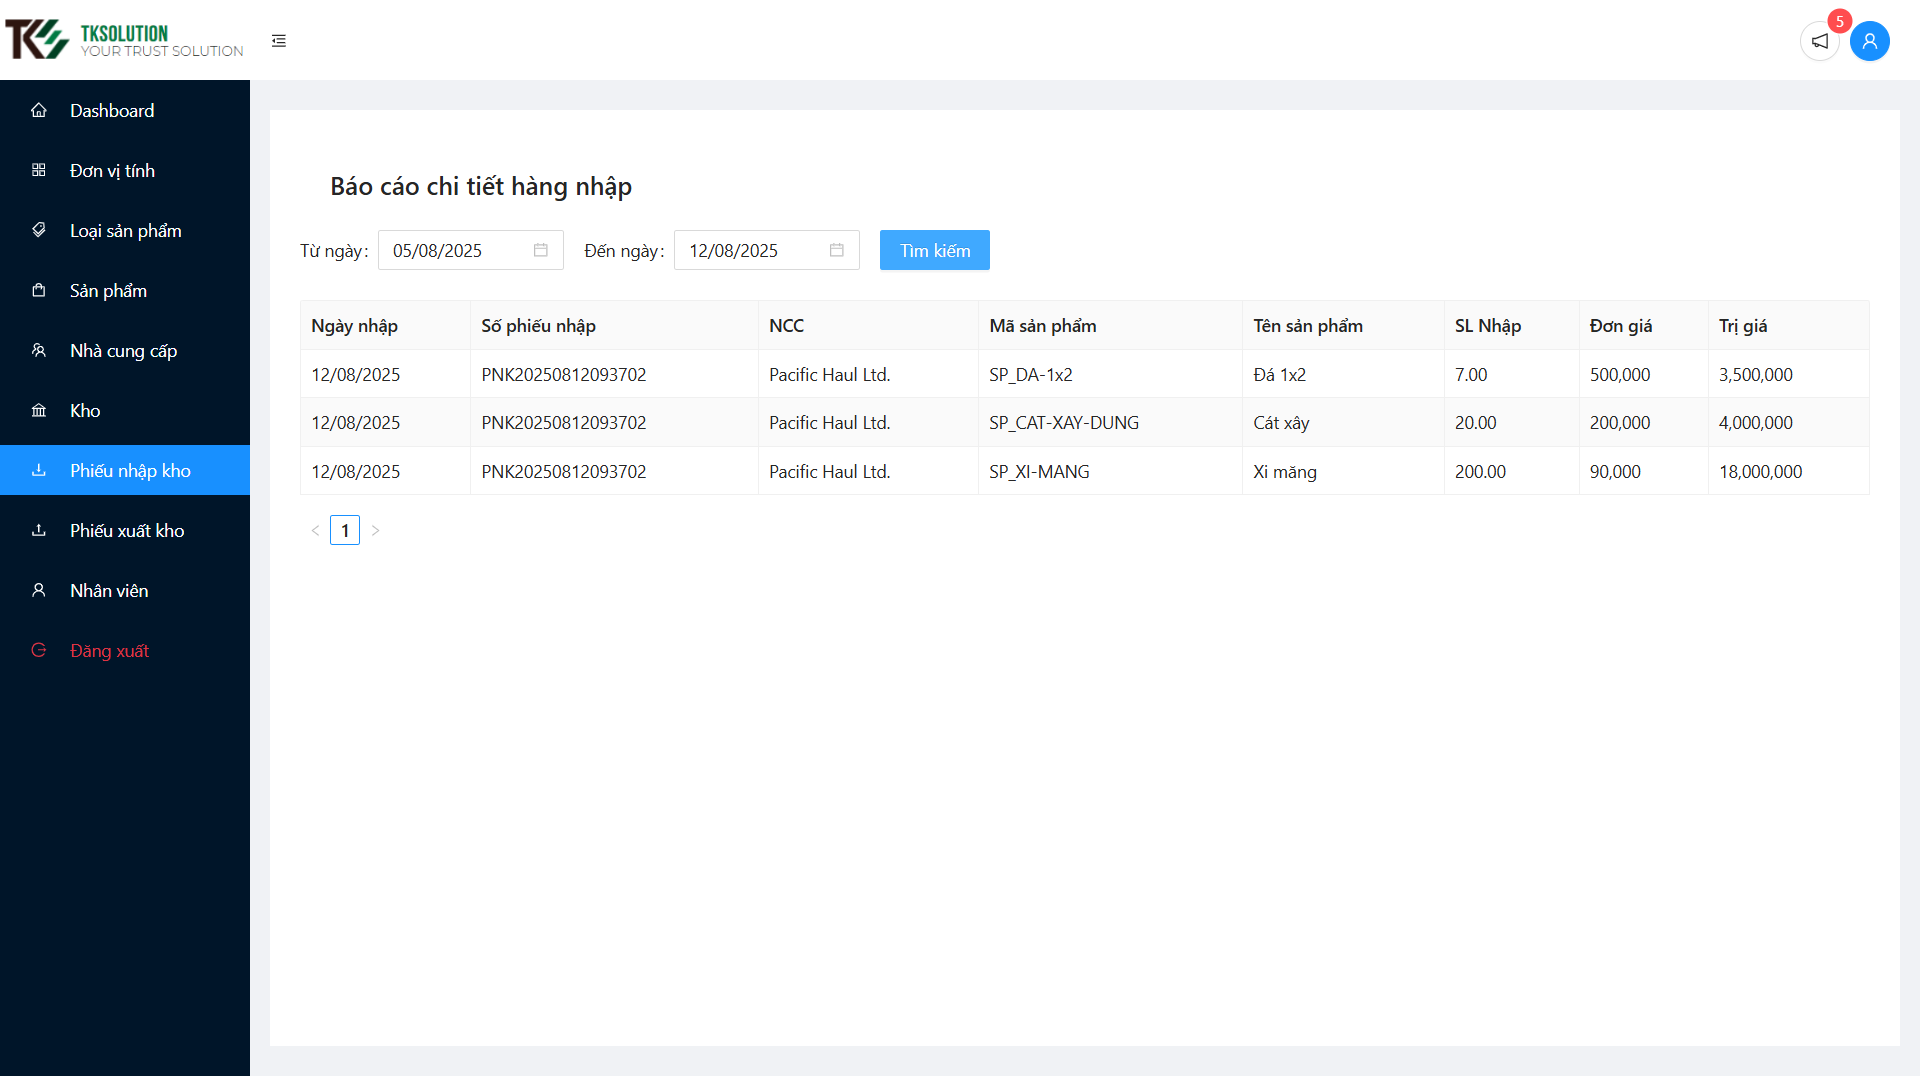 TKSOLUTION
YOUR TRUST SOLUTION
5
Dashboard
Đơn vị tính
Loại sản phẩm
Sản phẩm
Nhà cung cấp
Kho
Phiếu nhập kho
Phiếu xuất kho
Nhân viên
Đăng xuất
Báo cáo chi tiết hàng nhập
Từ ngày: 05/08/2025 Đến ngày: 12/08/2025 Tìm kiếm
Ngày nhập Số phiếu nhập NCC Mã sản phẩm Tên sản phẩm SL Nhập Đơn giá Trị giá
12/08/2025 PNK20250812093702 Pacific Haul Ltd. SP_DA-1x2 Đá 1x2 7.00 500,000 3,500,000
12/08/2025 PNK20250812093702 Pacific Haul Ltd. SP_CAT-XAY-DUNG Cát xây 20.00 200,000 4,000,000
12/08/2025 PNK20250812093702 Pacific Haul Ltd. SP_XI-MANG Xi măng 200.00 90,000 18,000,000
1